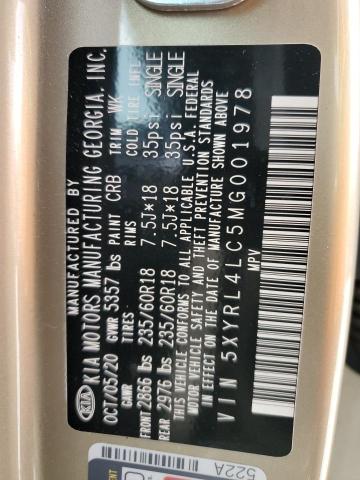 MANUFACTURED BY
KIA KIA MOTORS MANUFACTURING GEORGIA, INC.
OCT/05/20 GVWR 5357 lbs PAINT CRB TRIM WK
GAWR TIRES RIMS COLD TIRE INFL.
FRONT 2866 lbs 235/60R18 7.5J*18 35psi SINGLE
REAR 2976 lbs 235/60R18 7.5J*18 35psi SINGLE
THIS VEHICLE CONFORMS TO ALL APPLICABLE U.S.A. FEDERAL
MOTOR VEHICLE SAFETY AND THEFT PREVENTION STANDARDS
IN EFFECT ON THE DATE OF MANUFACTURE SHOWN ABOVE
VIN 5XYRL4LC5MG001978
MPV
522A